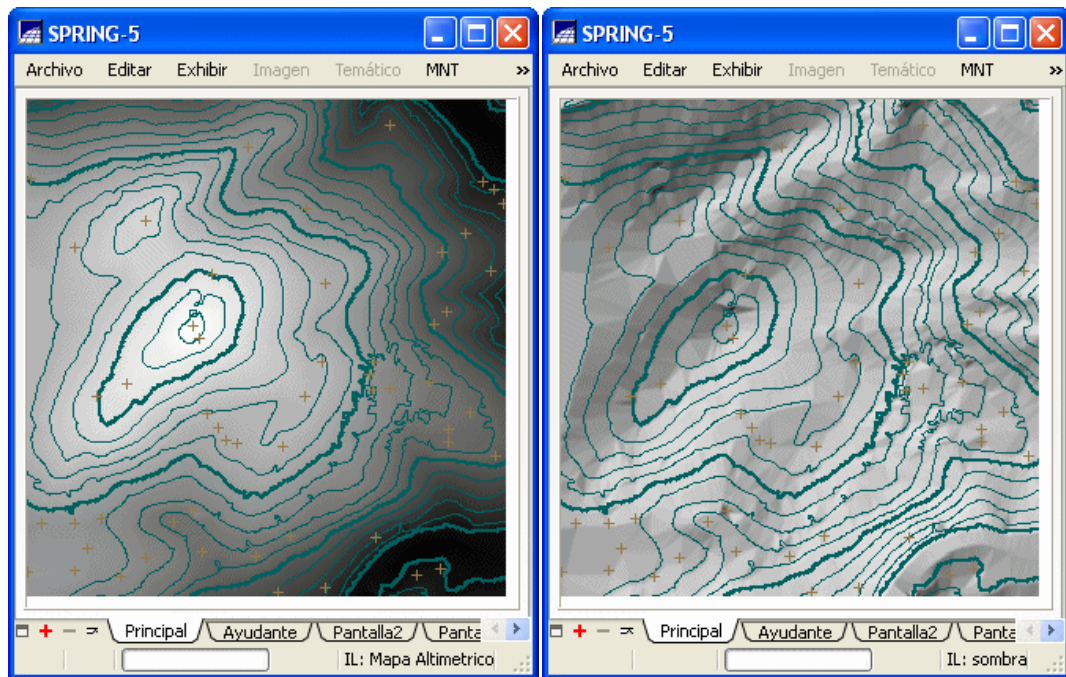 SPRING-5
Archivo Editar Exhibir Imagen Temático MNT »
Principal Ayudante Pantalla2 Panta
IL: Mapa Altimetrico
SPRING-5
Archivo Editar Exhibir Imagen Temático MNT »
Principal Ayudante Pantalla2 Panta
IL: sombra